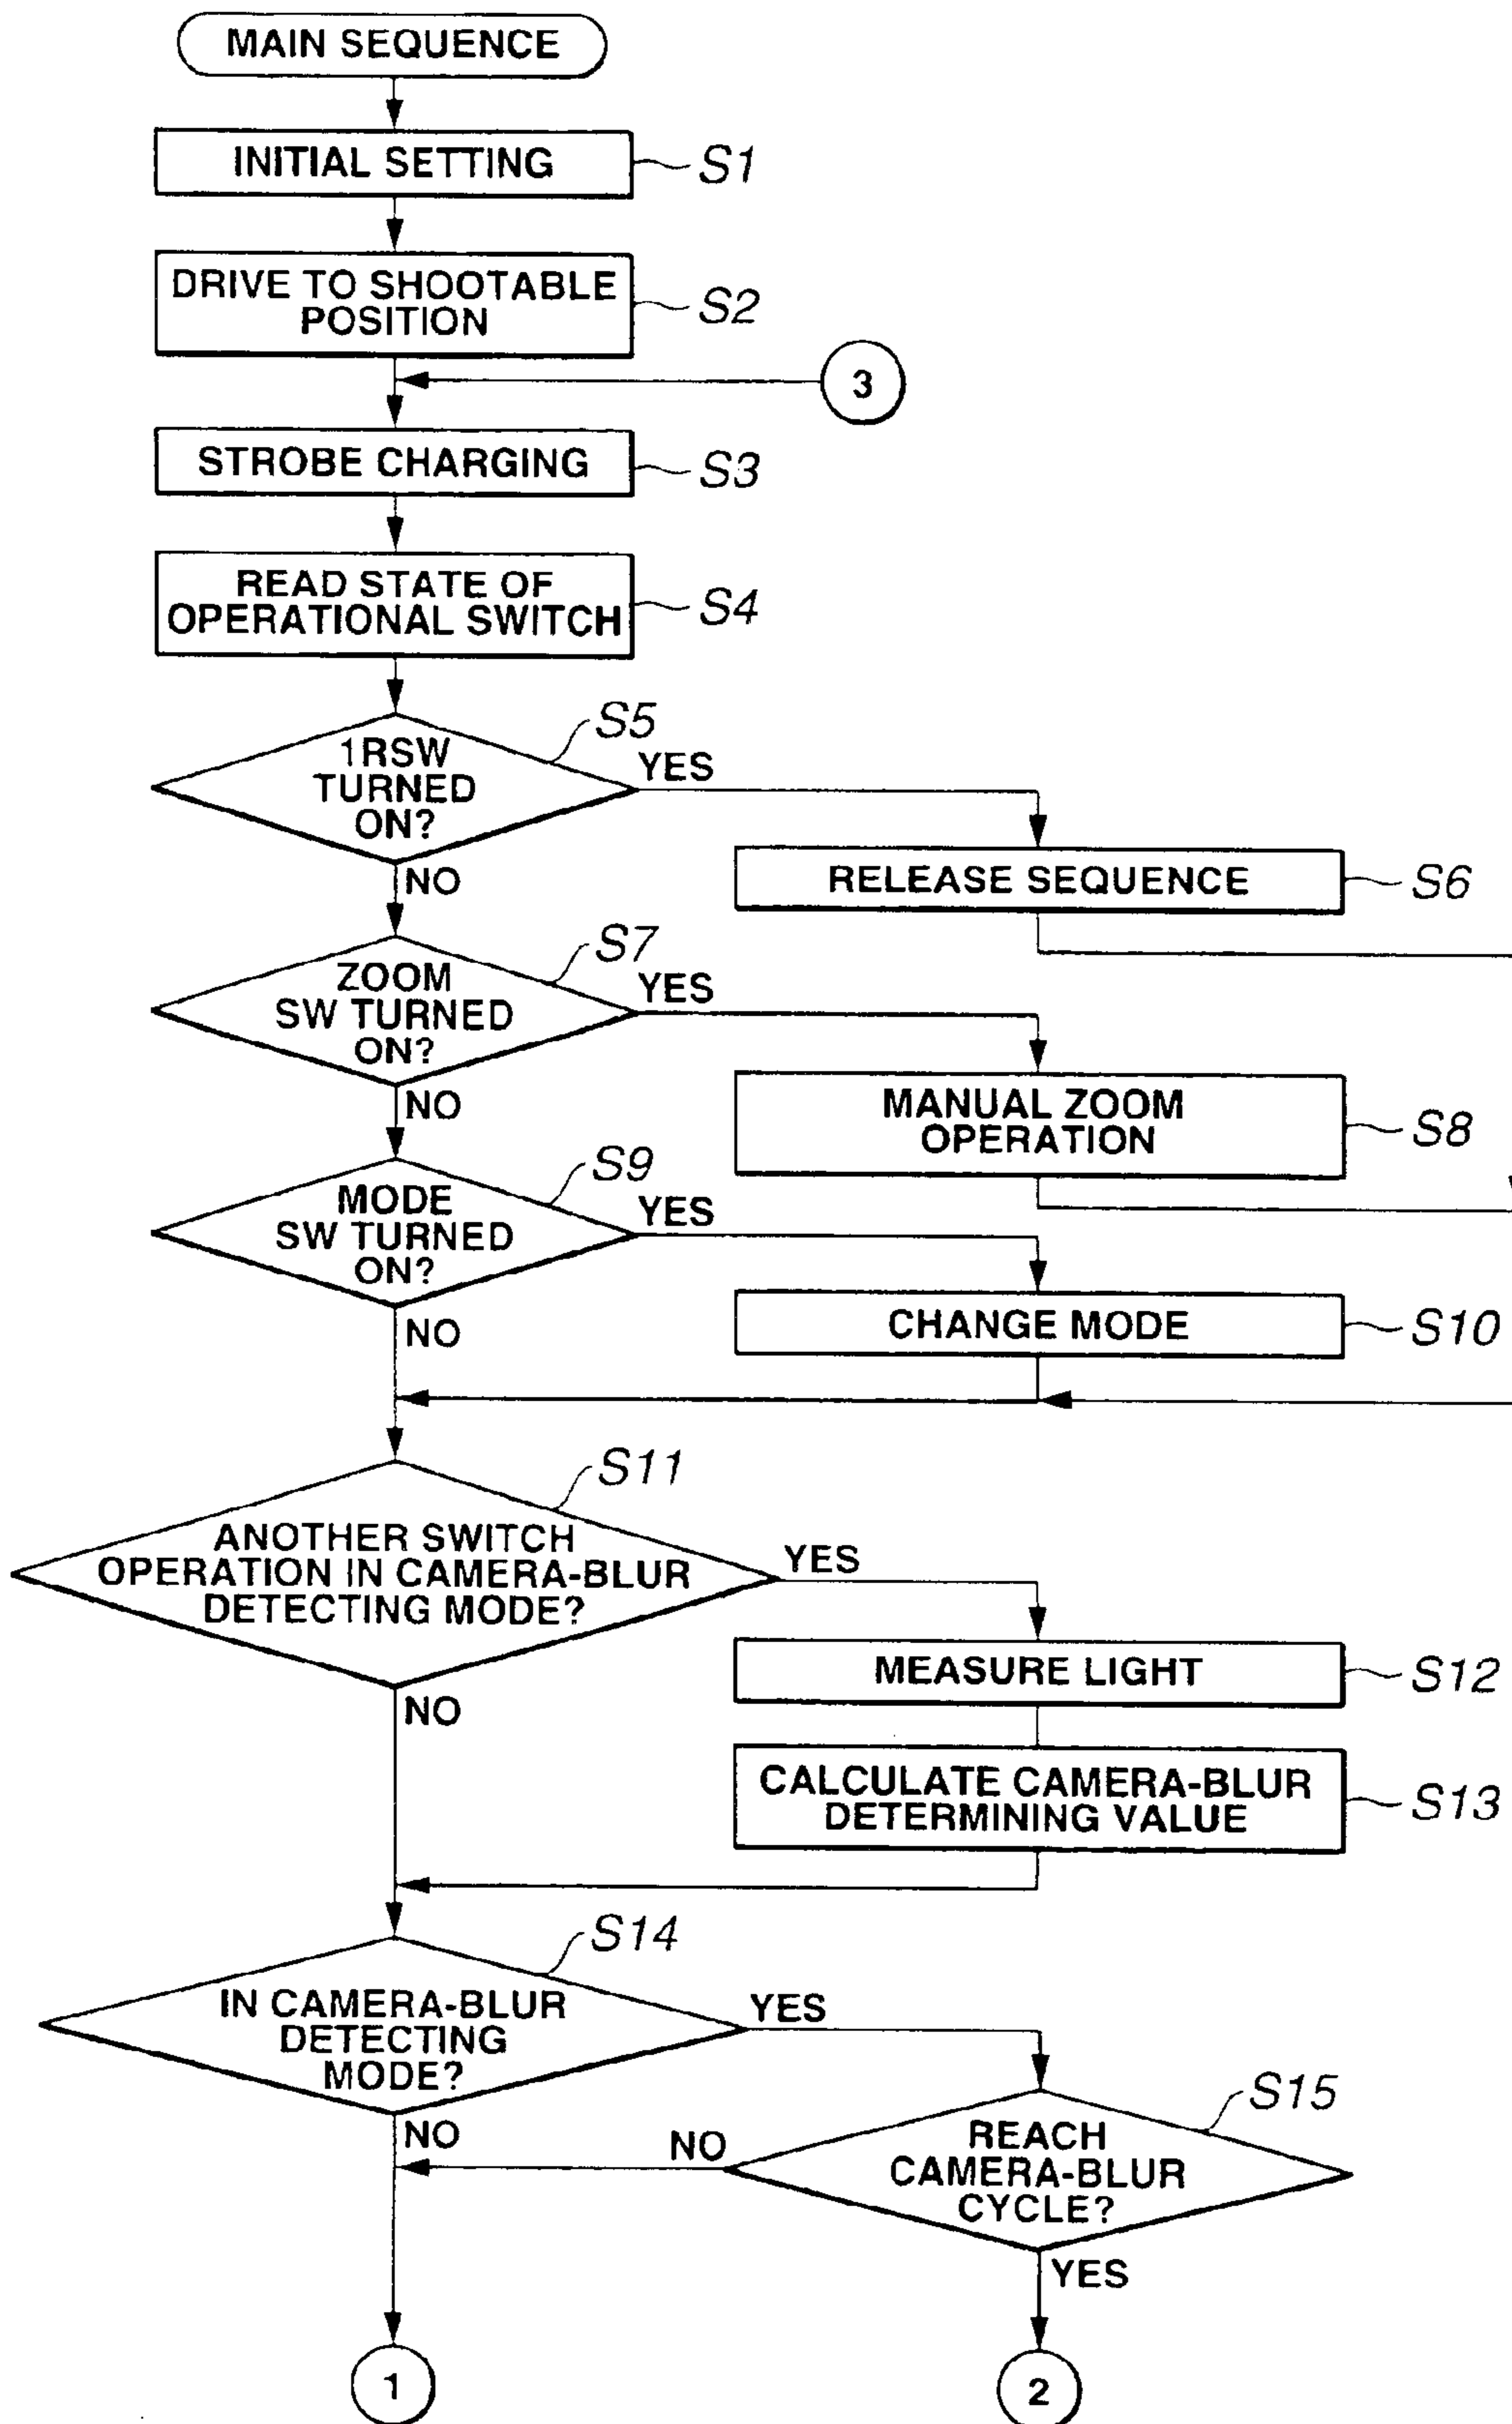 MAIN SEQUENCE
INITIAL SETTING
S1
DRIVE TO SHOOTABLE
POSITION
S2
3
STROBE CHARGING
S3
READ STATE OF
OPERATIONAL SWITCH
S4
S5
1RSW
TURNED
ON?
YES
NO
RELEASE SEQUENCE
S6
S7
ZOOM
SW TURNED
ON?
YES
NO
MANUAL ZOOM
OPERATION
S8
S9
MODE
SW TURNED
ON?
YES
NO
CHANGE MODE
S10
S11
ANOTHER SWITCH
OPERATION IN CAMERA-BLUR
DETECTING MODE?
YES
NO
MEASURE LIGHT
S12
CALCULATE CAMERA-BLUR
DETERMINING VALUE
S13
S14
IN CAMERA-BLUR
DETECTING
MODE?
YES
NO
S15
REACH
CAMERA-BLUR
CYCLE?
NO
YES
1
2